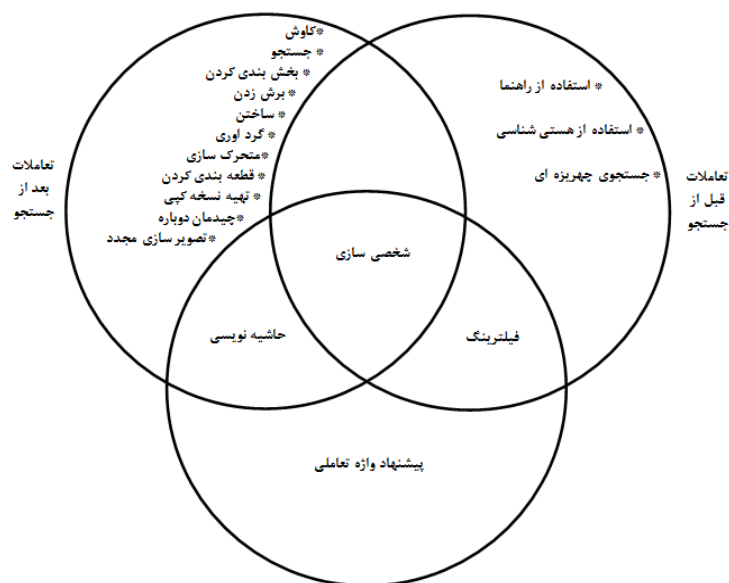 *کاوش
* جستجو
* بخش بندی کردن
* برش زدن
* ساختن
* گرد اوری
*متحرک سازی
* قطعه بندی کردن
* تهیه نسخه کپی
*چیدمان دوباره
*تصویر سازی مجدد
* استفاده از راهنما
* استفاده از هستی شناسی
* جستجوی چهریزه ای
تعاملات
قبل از
جستجو
تعاملات
بعد از
جستجو
شخصی سازی
فیلترینگ
حاشیه نویسی
پیشنهاد واژه تعاملی